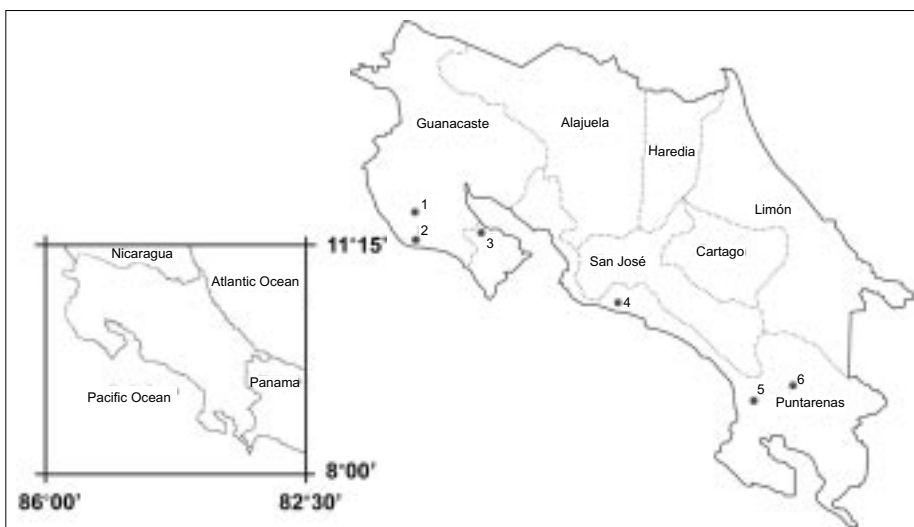 Guanacaste
Alajuela
Haredia
Limón
1
2
3
San José
Cartago
4
5
6
Puntarenas
Nicaragua
Atlantic Ocean
Panama
Pacific Ocean
11°15'
8°00'
86°00'
82°30'